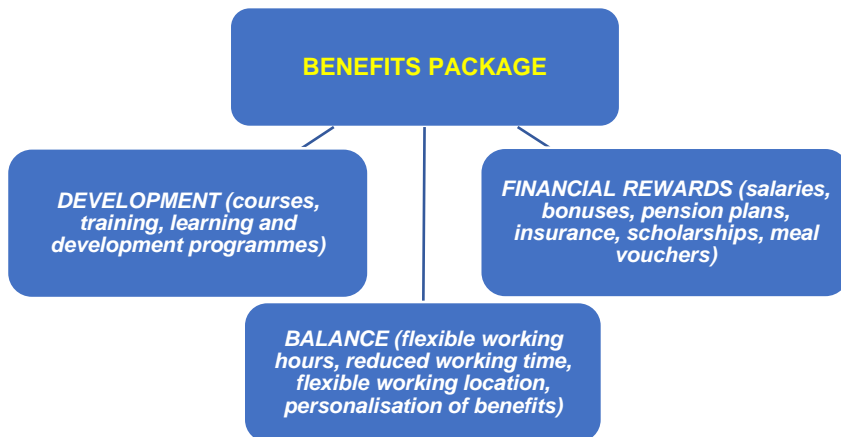 BENEFITS PACKAGE
DEVELOPMENT (courses,
training, learning and
development programmes)
FINANCIAL REWARDS (salaries,
bonuses, pension plans,
insurance, scholarships, meal
vouchers)
BALANCE (flexible working
hours, reduced working time,
flexible working location,
personalisation of benefits)